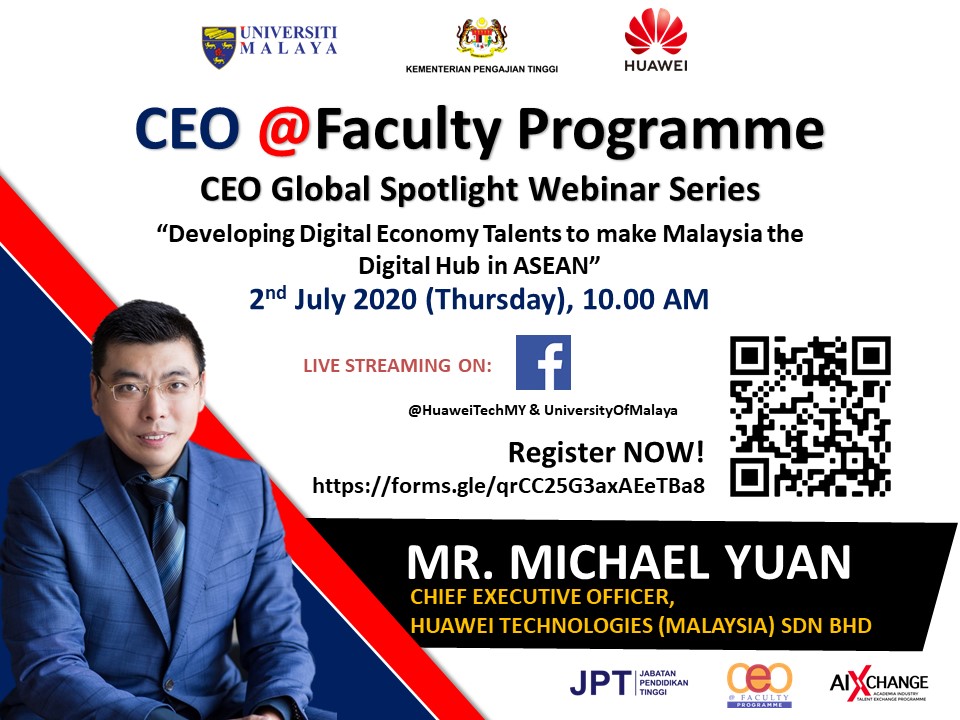 UNIVERSITI
MALAYA
KEMENTERIAN PENGAJIAN TINGGI
HUAWEI
CEO @Faculty Programme
CEO Global Spotlight Webinar Series
“Developing Digital Economy Talents to make Malaysia the
Digital Hub in ASEAN”
2nd July 2020 (Thursday), 10.00 AM
LIVE STREAMING ON:
f
@HuaweiTechMY & UniversityOfMalaya
Register NOW!
https://forms.gle/qrCC25G3axAEeTBa8
MR. MICHAEL YUAN
CHIEF EXECUTIVE OFFICER,
HUAWEI TECHNOLOGIES (MALAYSIA) SDN BHD
JPT
JABATAN
PENDIDIKAN
TINGGI
CEO
@ FACULTY
PROGRAMME
AIXCHANGE
ACADEMIA INDUSTRY
TALENT EXCHANGE PROGRAMME